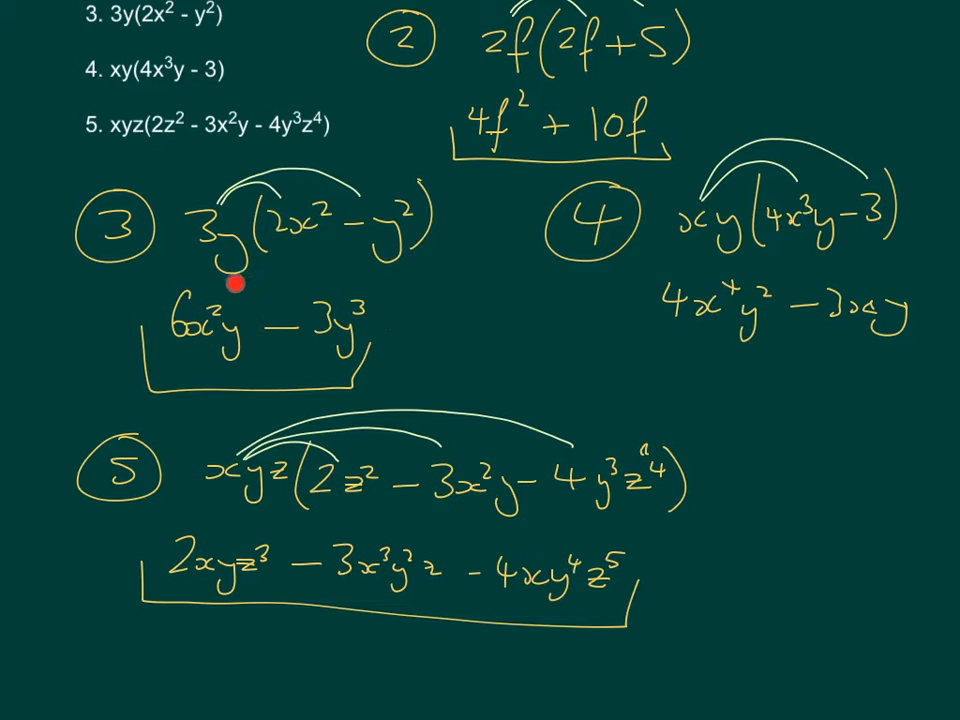 3. 3y(2x² - y²)
4. xy(4x³y - 3)
5. xyz(2z² - 3x²y - 4y³z⁴)
② 2f(2f + 5)
4f² + 10f
③ 3y(2x² - y²)
6x²y - 3y³
④ xy(4x³y - 3)
4x⁴y² - 3xy
⑤ xyz(2z² - 3x²y - 4y³z⁴)
2xyz³ - 3x³y²z - 4xy⁴z⁵